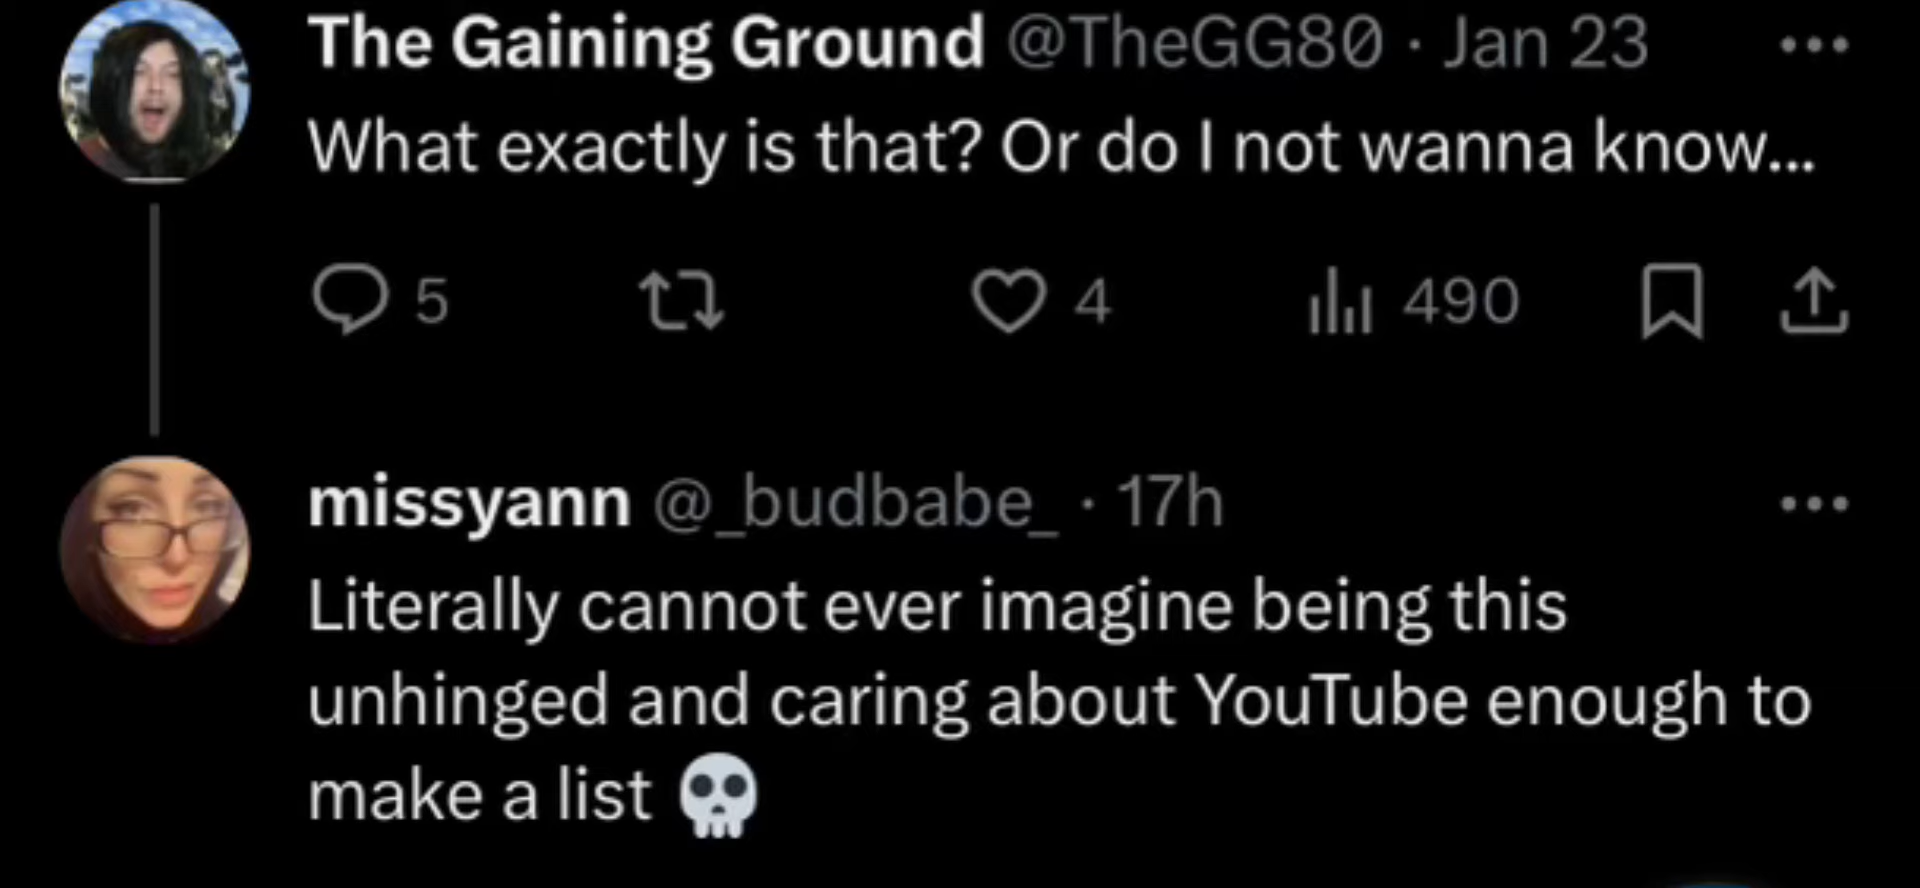 The Gaining Ground @TheGG80 · Jan 23
What exactly is that? Or do I not wanna know...
5 4 490
missyann @_budbabe_ · 17h
Literally cannot ever imagine being this
unhinged and caring about YouTube enough to
make a list 💀